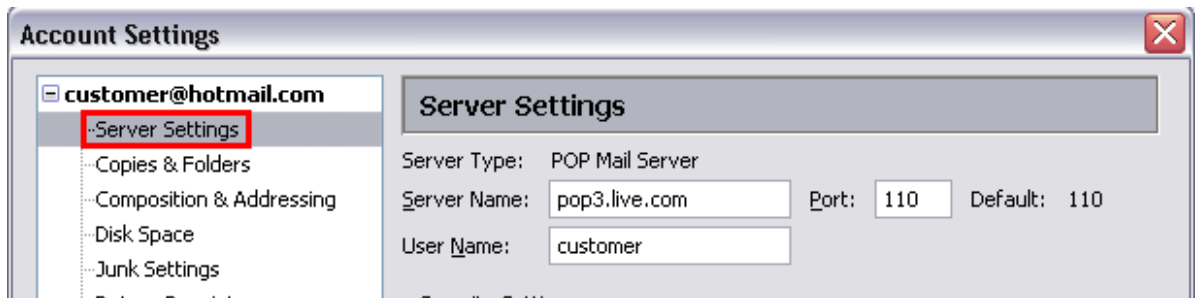 Account Settings
customer@hotmail.com
Server Settings
Copies & Folders
Composition & Addressing
Disk Space
Junk Settings
Server Settings
Server Type: POP Mail Server
Server Name: pop3.live.com Port: 110 Default: 110
User Name: customer